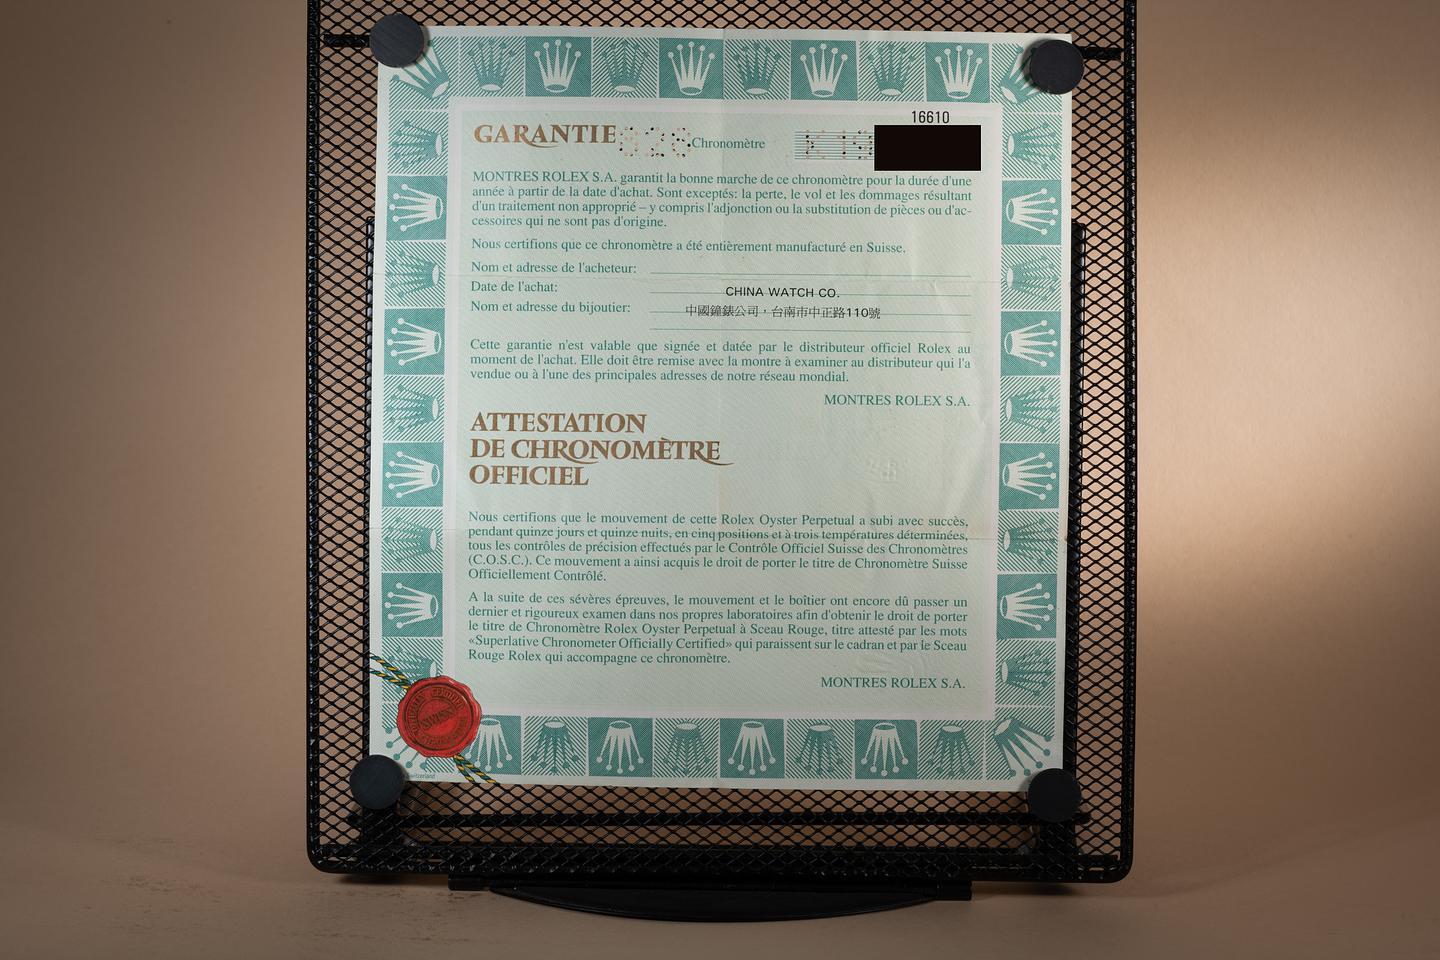 16610
GARANTIE 828 Chronomètre
MONTRES ROLEX S.A. garantit la bonne marche de ce chronomètre pour la durée d'une
année à partir de la date d'achat. Sont exceptés: la perte, le vol et les dommages résultant
d'un traitement non approprié – y compris l'adjonction ou la substitution de pièces ou d'ac-
cessoires qui ne sont pas d'origine.
Nous certifions que ce chronomètre a été entièrement manufacturé en Suisse.
Nom et adresse de l'acheteur:
Date de l'achat:
CHINA WATCH CO.
Nom et adresse du bijoutier: 中國鐘錶公司，台南市中正路110號
Cette garantie n'est valable que signée et datée par le distributeur officiel Rolex au
moment de l'achat. Elle doit être remise avec la montre à examiner au distributeur qui l'a
vendue ou à l'une des principales adresses de notre réseau mondial.
MONTRES ROLEX S.A.
ATTESTATION
DE CHRONOMÈTRE
OFFICIEL
Nous certifions que le mouvement de cette Rolex Oyster Perpetual a subi avec succès,
pendant quinze jours et quinze nuits, en cinq positions et à trois températures déterminées,
tous les contrôles de précision effectués par le Contrôle Officiel Suisse des Chronomètres
(C.O.S.C.). Ce mouvement a ainsi acquis le droit de porter le titre de Chronomètre Suisse
Officiellement Contrôlé.
A la suite de ces sévères épreuves, le mouvement et le boîtier ont encore dû passer un
dernier et rigoureux examen dans nos propres laboratoires afin d'obtenir le droit de porter
le titre de Chronomètre Rolex Oyster Perpetual à Sceau Rouge, titre attesté par les mots
«Superlative Chronometer Officially Certified» qui paraissent sur le cadran et par le Sceau
Rouge Rolex qui accompagne ce chronomètre.
MONTRES ROLEX S.A.
SWISS
Switzerland